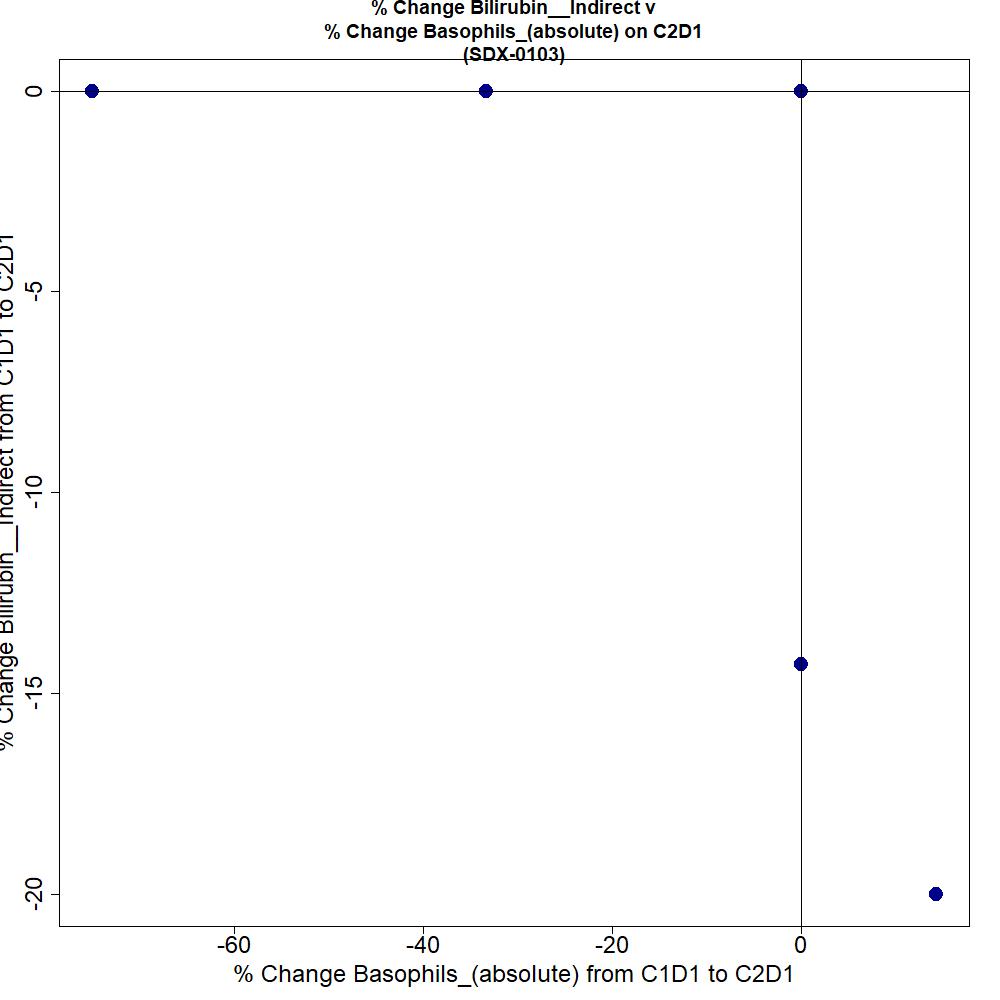 % Change Bilirubin__Indirect v
% Change Basophils_(absolute) on C2D1
(SDX-0103)
% Change Bilirubin__Indirect from C1D1 to C2D1
0
-5
-10
-15
-20
-60
-40
-20
0
% Change Basophils_(absolute) from C1D1 to C2D1